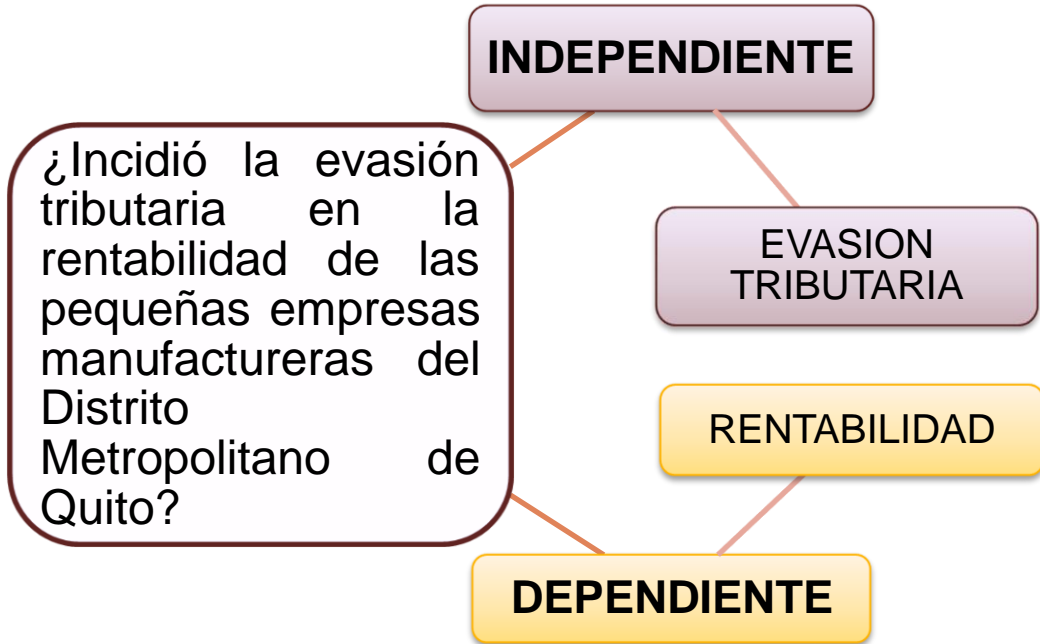 INDEPENDIENTE
¿Incidió la evasión
tributaria en la
rentabilidad de las
pequeñas empresas
manufactureras del
Distrito
Metropolitano de
Quito?
EVASION
TRIBUTARIA
RENTABILIDAD
DEPENDIENTE